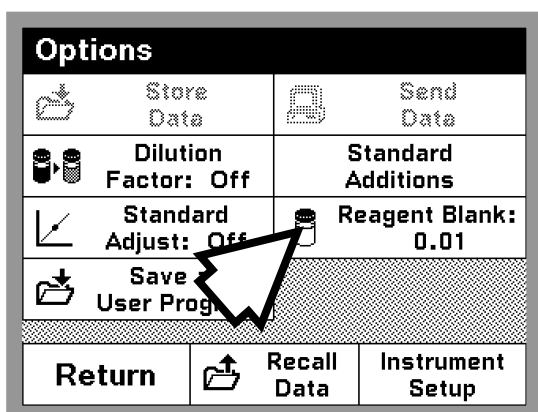 Options
Store
Data
Send
Data
Dilution
Factor: Off
Standard
Additions
Standard
Adjust: Off
Reagent Blank:
0.01
Save
User
Return
Recall
Data
Instrument
Setup